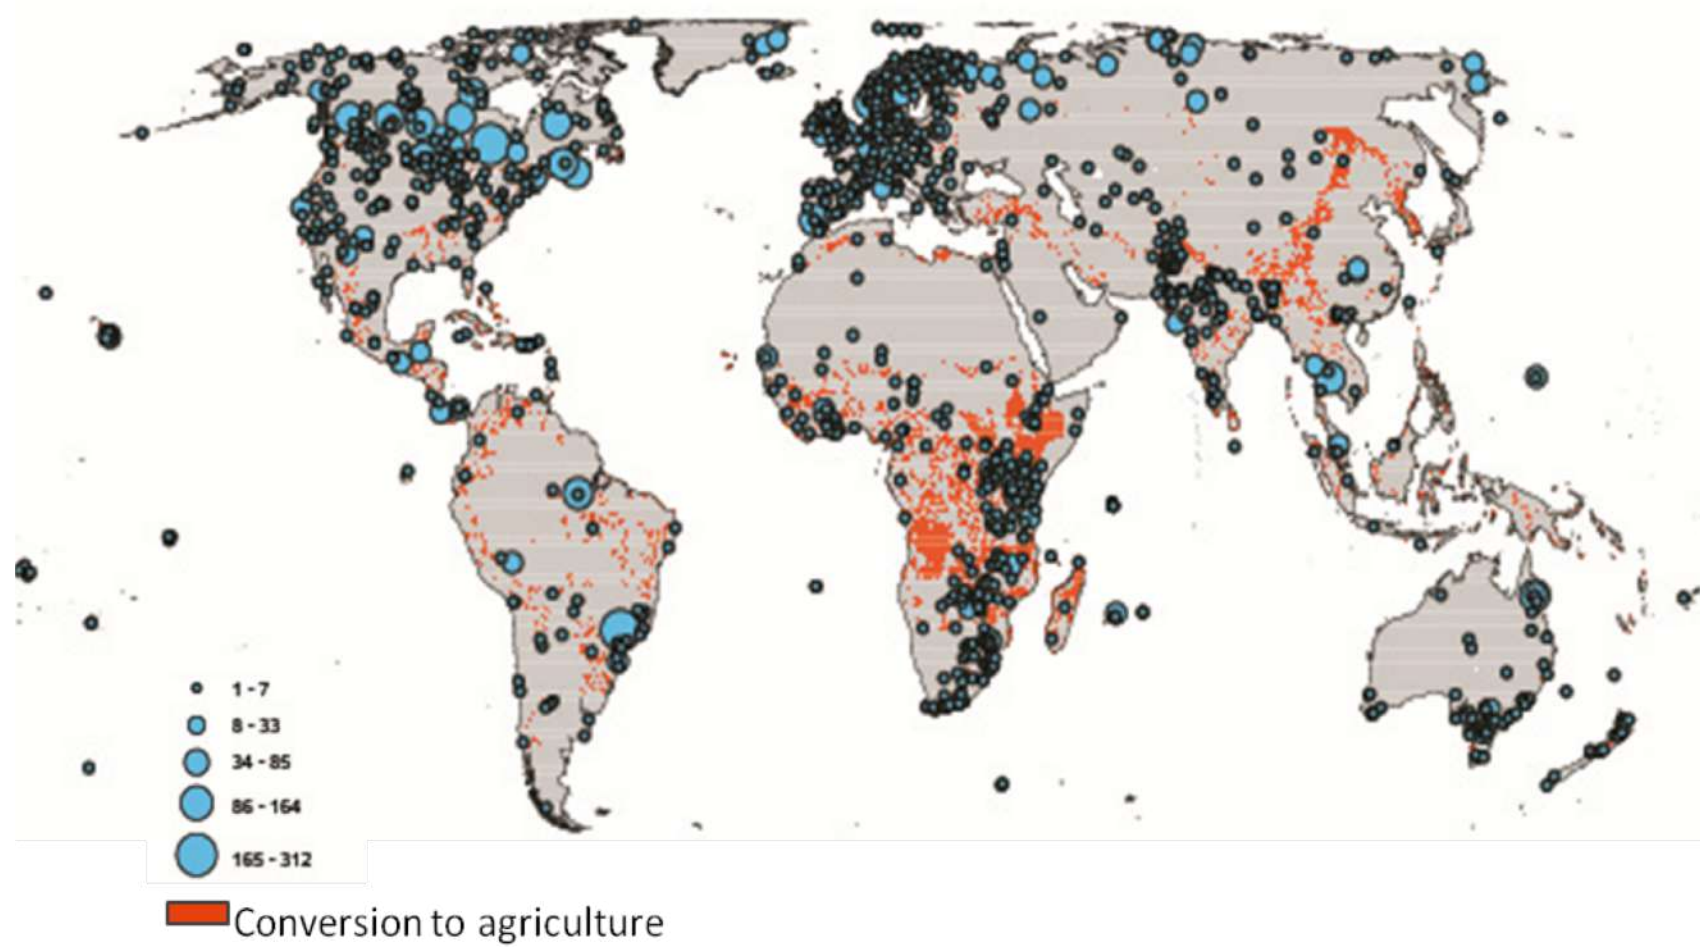 1 - 7
8 - 33
34 - 85
86 - 164
165 - 312
Conversion to agriculture